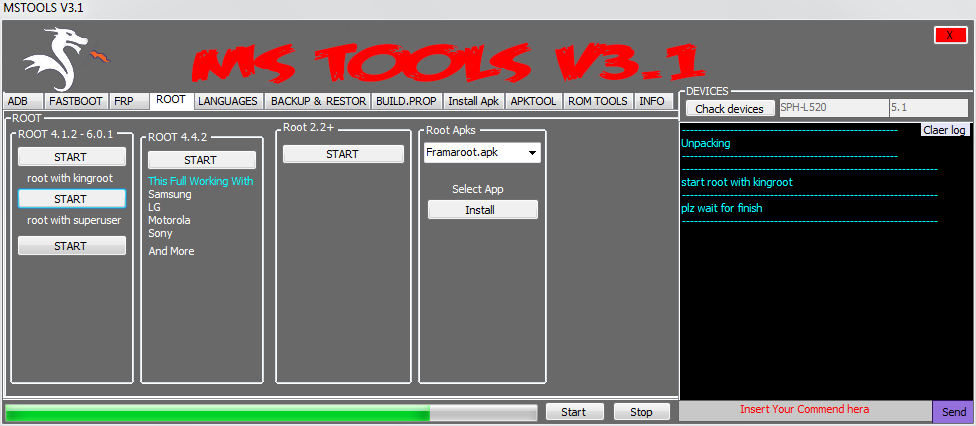 MSTOOLS V3.1
MS TOOLS V3.1
X
ADB FASTBOOT FRP ROOT LANGUAGES BACKUP & RESTOR BUILD.PROP Install Apk APKTOOL ROM TOOLS INFO
ROOT
ROOT 4.1.2 - 6.0.1
START
root with kingroot
START
root with superuser
START
ROOT 4.4.2
START
This Full Working With
Samsung
LG
Motorola
Sony
And More
Root 2.2+
START
Root Apks
Framaroot.apk
Select App
Install
DEVICES
Chack devices
SPH-L520
5.1
Claer log
------------------------------------------------------------
Unpacking
------------------------------------------------------------
------------------------------------------------------------
start root with kingroot
------------------------------------------------------------
plz wait for finish
------------------------------------------------------------
Start
Stop
Insert Your Commend hera
Send